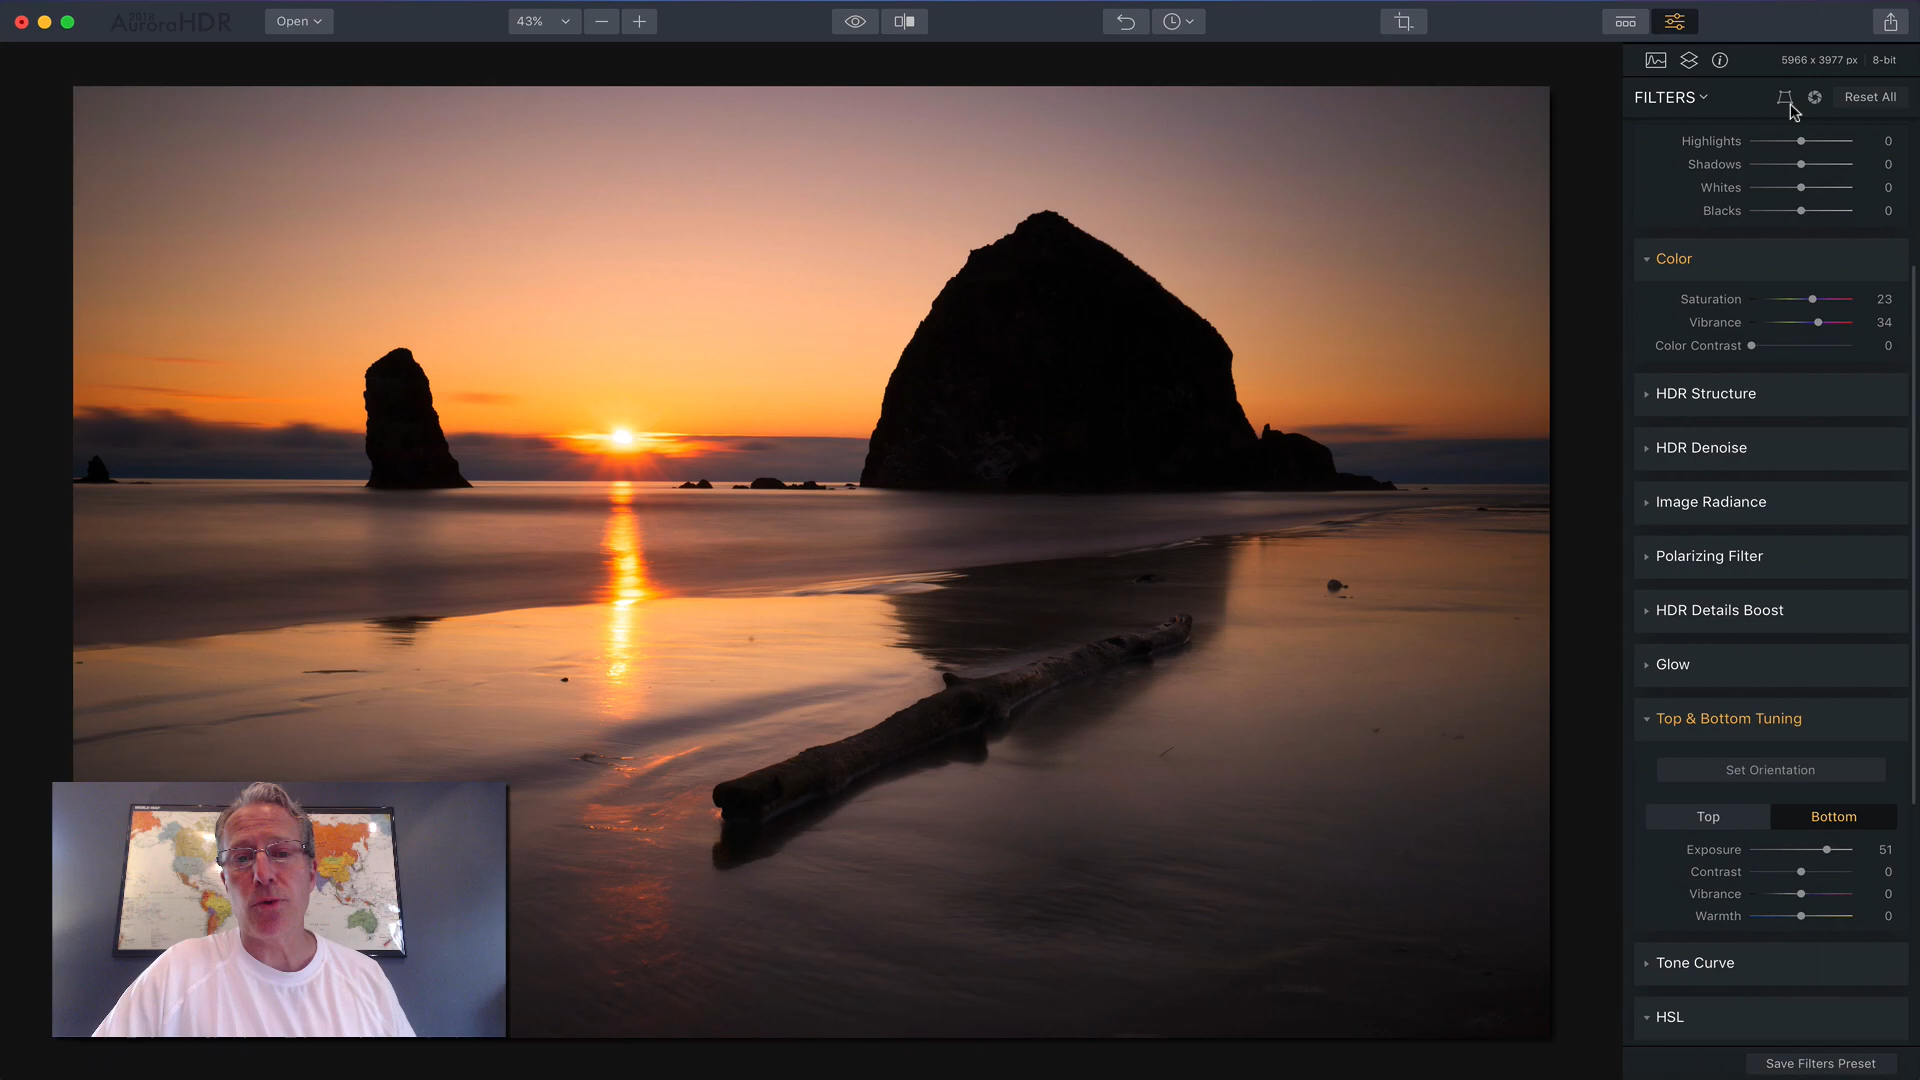 2018
AuroraHDR
Open
43%
5966 x 3977 px
8-bit
FILTERS
Reset All
Highlights 0
Shadows 0
Whites 0
Blacks 0
Color
Saturation 23
Vibrance 34
Color Contrast 0
HDR Structure
HDR Denoise
Image Radiance
Polarizing Filter
HDR Details Boost
Glow
Top & Bottom Tuning
Set Orientation
Top Bottom
Exposure 51
Contrast 0
Vibrance 0
Warmth 0
Tone Curve
HSL
Save Filters Preset
WORLD MAP